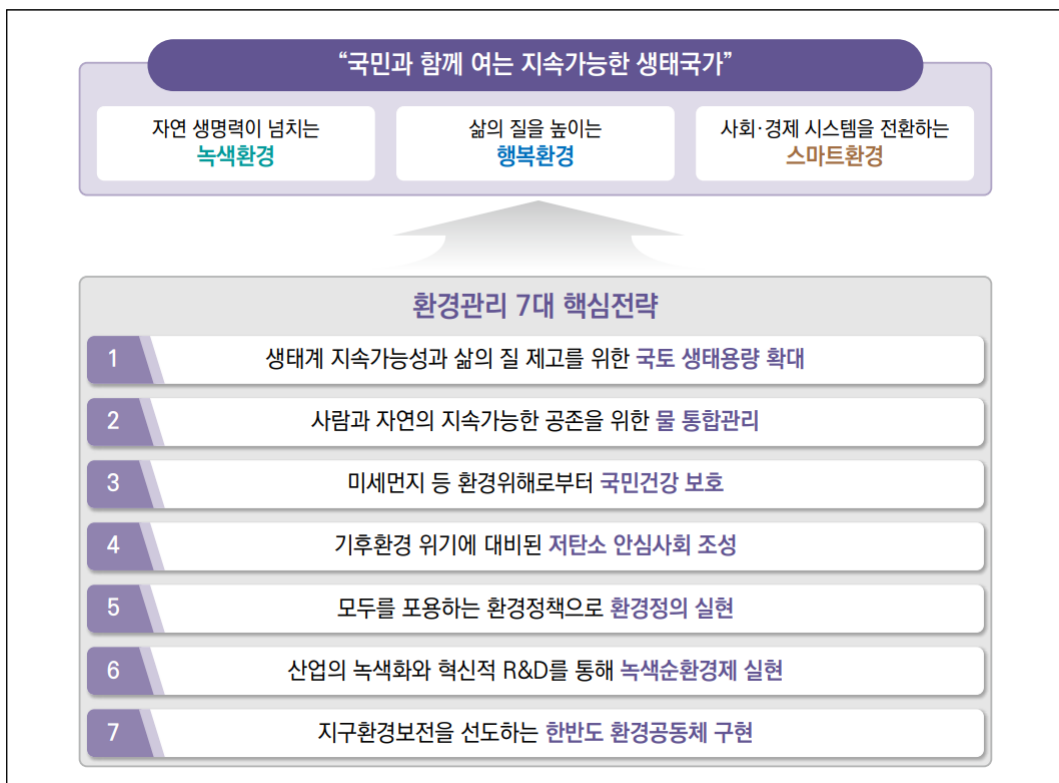 “국민과 함께 여는 지속가능한 생태국가”
자연 생명력이 넘치는
녹색환경
삶의 질을 높이는
행복환경
사회·경제 시스템을 전환하는
스마트환경
환경관리 7대 핵심전략
1 생태계 지속가능성과 삶의 질 제고를 위한 국토 생태용량 확대
2 사람과 자연의 지속가능한 공존을 위한 물 통합관리
3 미세먼지 등 환경위해로부터 국민건강 보호
4 기후환경 위기에 대비된 저탄소 안심사회 조성
5 모두를 포용하는 환경정책으로 환경정의 실현
6 산업의 녹색화와 혁신적 R&D를 통해 녹색순환경제 실현
7 지구환경보전을 선도하는 한반도 환경공동체 구현